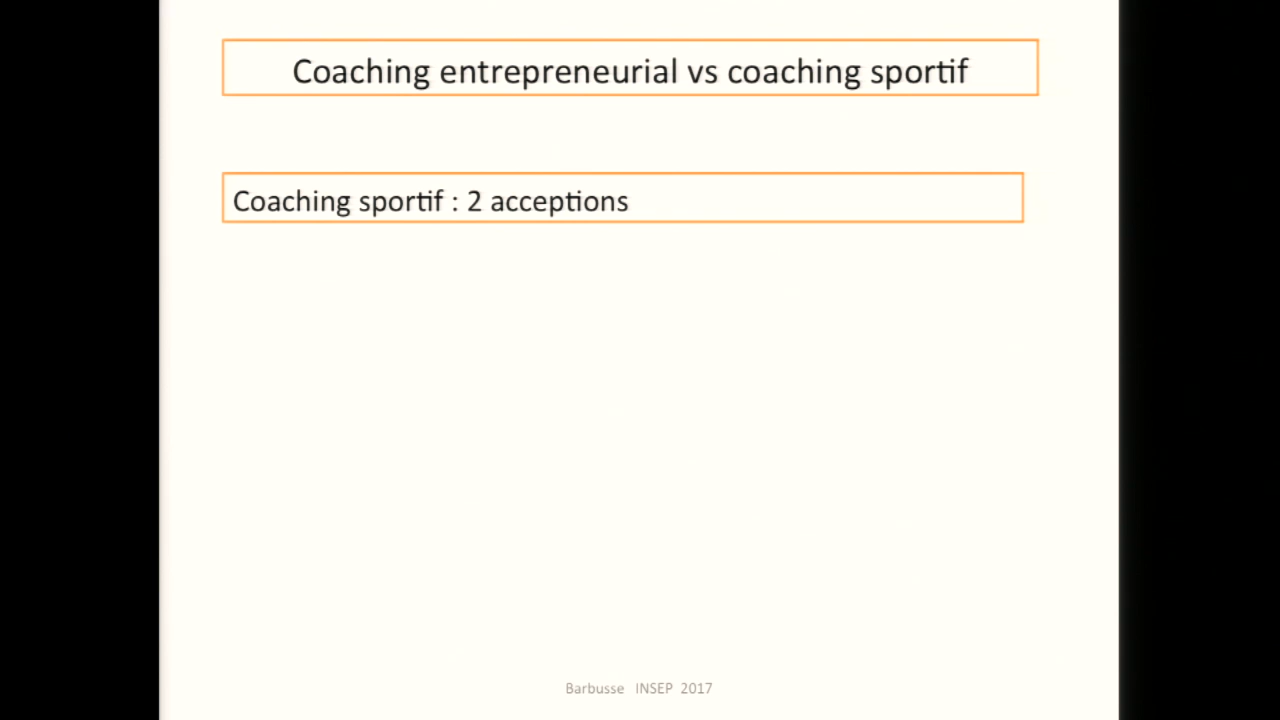 Coaching entrepreneurial vs coaching sportif
Coaching sportif : 2 acceptions
Barbusse INSEP 2017